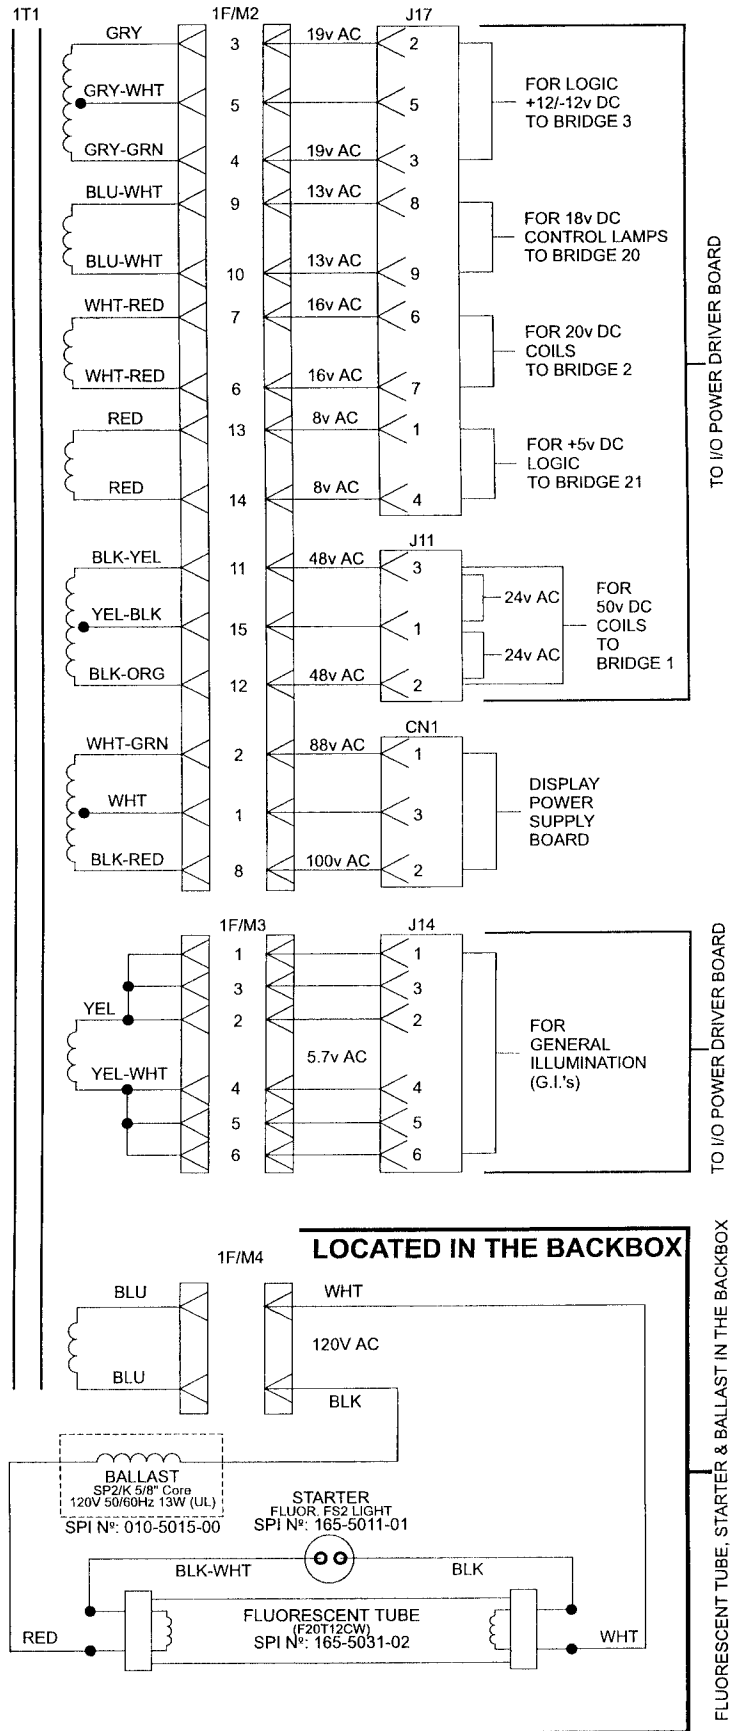 1T1
1F/M2
J17
GRY
3
19v AC
2
GRY-WHT
5
5
GRY-GRN
4
19v AC
3
FOR LOGIC
+12/-12v DC
TO BRIDGE 3
BLU-WHT
9
13v AC
8
BLU-WHT
10
13v AC
9
FOR 18v DC
CONTROL LAMPS
TO BRIDGE 20
WHT-RED
7
16v AC
6
WHT-RED
6
16v AC
7
FOR 20v DC
COILS
TO BRIDGE 2
RED
13
8v AC
1
RED
14
8v AC
4
FOR +5v DC
LOGIC
TO BRIDGE 21
J11
BLK-YEL
11
48v AC
3
YEL-BLK
15
1
BLK-ORG
12
48v AC
2
24v AC
24v AC
FOR
50v DC
COILS
TO
BRIDGE 1
TO I/O POWER DRIVER BOARD
CN1
WHT-GRN
2
88v AC
1
WHT
1
3
BLK-RED
8
100v AC
2
DISPLAY
POWER
SUPPLY
BOARD
1F/M3
J14
1
1
3
3
YEL
2
2
5.7v AC
YEL-WHT
4
4
5
5
6
6
FOR
GENERAL
ILLUMINATION
(G.I.'s)
TO I/O POWER DRIVER BOARD
LOCATED IN THE BACKBOX
1F/M4
BLU
WHT
120V AC
BLU
BLK
BALLAST
SP2/K 5/8" Core
120V 50/60Hz 13W (UL)
SPI Nº: 010-5015-00
STARTER
FLUOR. FS2 LIGHT
SPI Nº: 165-5011-01
BLK-WHT
BLK
FLUORESCENT TUBE
(F20T12CW)
SPI Nº: 165-5031-02
RED
WHT
FLUORESCENT TUBE, STARTER & BALLAST IN THE BACKBOX